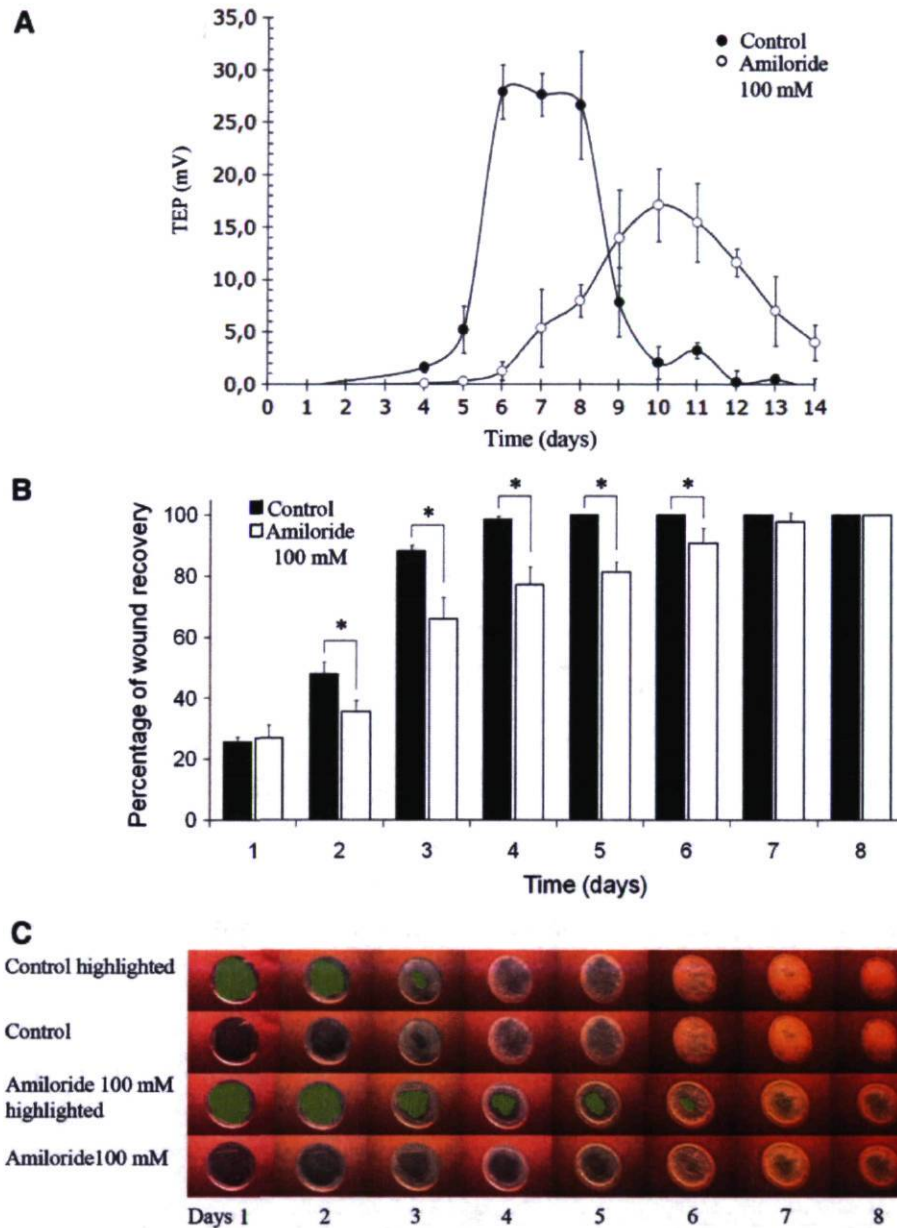 A
35,0
30,0
25,0
20,0
15,0
10,0
5,0
0,0
TEP (mV)
Control
Amiloride
100 mM
0 1 2 3 4 5 6 7 8 9 10 11 12 13 14
Time (days)
B
Control
Amiloride
100 mM
* * * * *
100
80
60
40
20
0
Percentage of wound recovery
1 2 3 4 5 6 7 8
Time (days)
C
Control highlighted
Control
Amiloride 100 mM
highlighted
Amiloride100 mM
Days 1 2 3 4 5 6 7 8